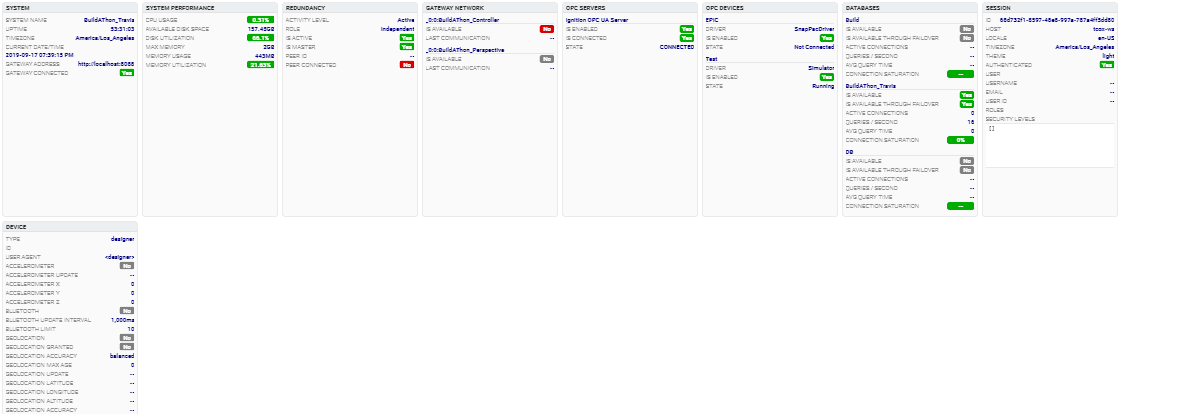 SYSTEM
SYSTEM NAME BuildAThon_Travis
UPTIME 53:31:03
TIMEZONE America/Los_Angeles
CURRENT DATE/TIME
2019-09-17 07:39:15 PM
GATEWAY ADDRESS http://localhost:8088
GATEWAY CONNECTED Yes
SYSTEM PERFORMANCE
CPU USAGE 0.31%
AVAILABLE DISK SPACE 157.45GB
DISK UTILIZATION 66.1%
MAX MEMORY 2GB
MEMORY USAGE 443MB
MEMORY UTILIZATION 21.63%
REDUNDANCY
ACTIVITY LEVEL Active
ROLE Independent
IS ACTIVE Yes
IS MASTER Yes
PEER CONNECTED No
GATEWAY NETWORK
_0:0:BuildAThon_Controller
IS AVAILABLE No
LAST COMMUNICATION --
_0:0:BuildAThon_Perspective
IS AVAILABLE No
LAST COMMUNICATION --
OPC SERVERS
Ignition OPC UA Server
IS ENABLED Yes
IS CONNECTED Yes
STATE CONNECTED
OPC DEVICES
EPIC
DRIVER SnapPacDriver
IS ENABLED Yes
STATE Not Connected
Test
DRIVER Simulator
IS ENABLED Yes
STATE Running
DATABASES
Build
IS AVAILABLE No
IS AVAILABLE THROUGH FAILOVER No
ACTIVE CONNECTIONS --
QUERIES / SECOND --
AVG QUERY TIME --
CONNECTION SATURATION --
BuildAThon_Travis
IS AVAILABLE Yes
IS AVAILABLE THROUGH FAILOVER Yes
ACTIVE CONNECTIONS 0
QUERIES / SECOND 16
AVG QUERY TIME 0
CONNECTION SATURATION 0%
DB
IS AVAILABLE No
IS AVAILABLE THROUGH FAILOVER No
ACTIVE CONNECTIONS --
QUERIES / SECOND --
AVG QUERY TIME --
CONNECTION SATURATION --
SESSION
ID
HOST tcox-ws
LOCALE en-US
TIMEZONE America/Los_Angeles
THEME light
AUTHENTICATED Yes
USER
USERNAME --
EMAIL --
USER ID --
ROLES
SECURITY LEVELS
[]
DEVICE
TYPE designer
ID
USER AGENT <designer>
ACCELEROMETER No
ACCELEROMETER UPDATE --
ACCELEROMETER X 0
ACCELEROMETER Y 0
ACCELEROMETER Z 0
BLUETOOTH No
BLUETOOTH UPDATE INTERVAL 1,000ms
BLUETOOTH LIMIT 10
GEOLOCATION No
GEOLOCATION GRANTED No
GEOLOCATION ACCURACY balanced
GEOLOCATION MAX AGE 0
GEOLOCATION UPDATE --
GEOLOCATION LATITUDE --
GEOLOCATION LONGITUDE --
GEOLOCATION ALTITUDE --
GEOLOCATION ACCURACY --